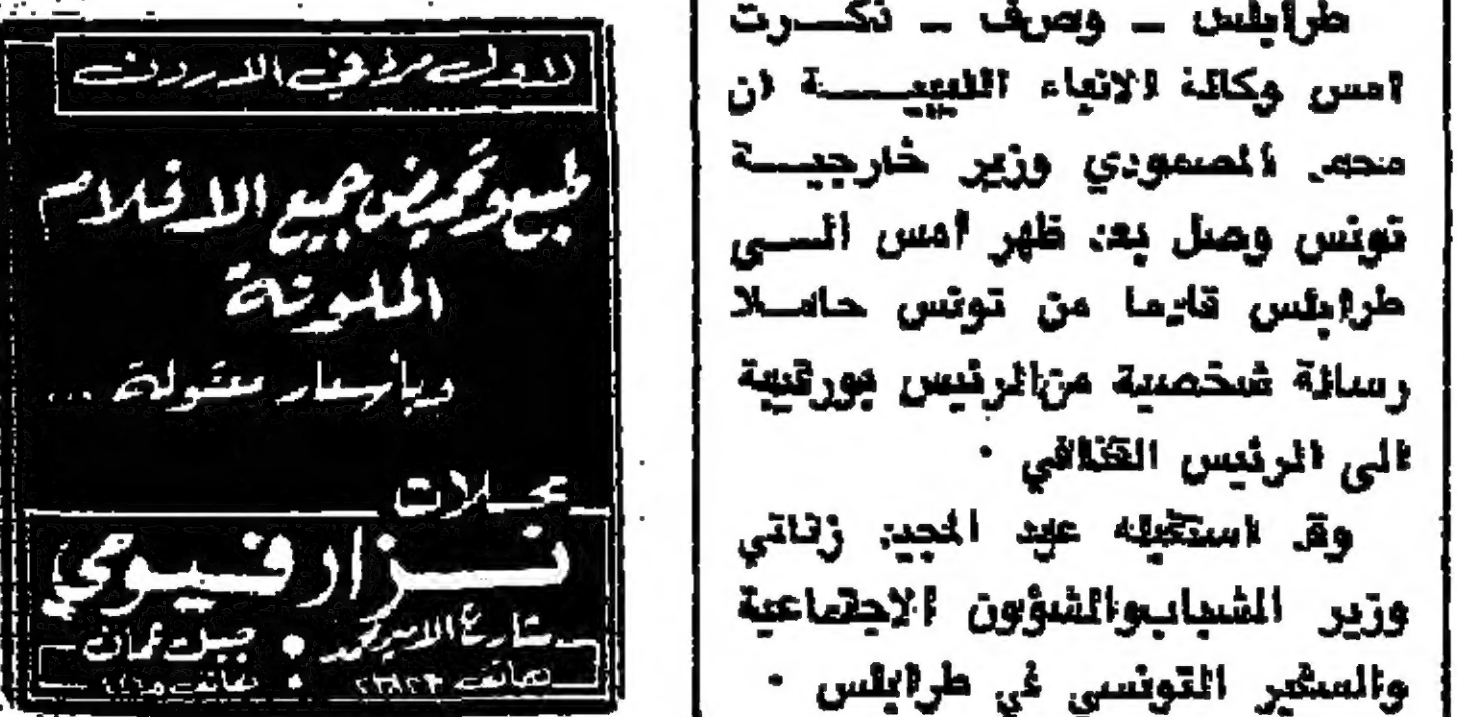 طرابلس – وصف – ذكرت
امس وكالة الانباء الليبية ان
محمد المصمودي وزير خارجية
تونس وصل بعد ظهر امس الى
طرابلس قادما من تونس حاملا
رسالة شخصية من الرئيس بورقيبة
الى الرئيس القذافي ·
وقد استقبله عبد المجيد زناتي
وزير الشباب والشؤون الاجتماعية
والسفير التونسي في طرابلس ·
لاول مرة في الاردن
طبع وتحميض جميع الافلام
الملونة
وبأسعار معقولة ...
محلات
نزار فيومي
شارع الامير محمد • جبل عمان
هاتف • هاتف